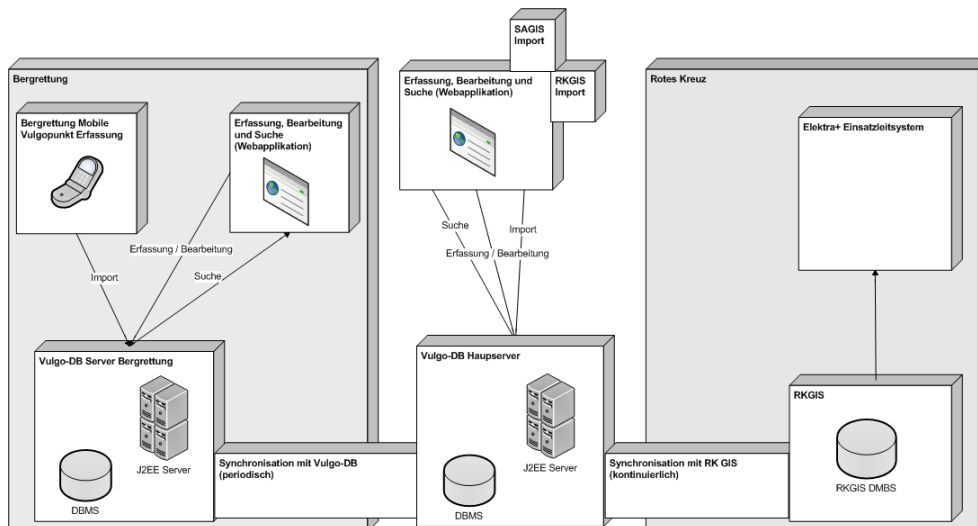 SAGIS
Import
Bergrettung
Erfassung, Bearbeitung und
Suche (Webapplikation)
RKGIS
Import
Rotes Kreuz
Bergrettung Mobile
Vulgopunkt Erfassung
Erfassung, Bearbeitung
und Suche
(Webapplikation)
Elektra+ Einsatzleitsystem
Suche
Import
Erfassung / Bearbeitung
Erfassung / Bearbeitung
Import
Suche
Vulgo-DB Server Bergrettung
Vulgo-DB Haupserver
RKGIS
J2EE Server
DBMS
Synchronisation mit Vulgo-DB
(periodisch)
J2EE Server
DBMS
Synchronisation mit RK GIS
(kontinuierlich)
RKGIS DMBS